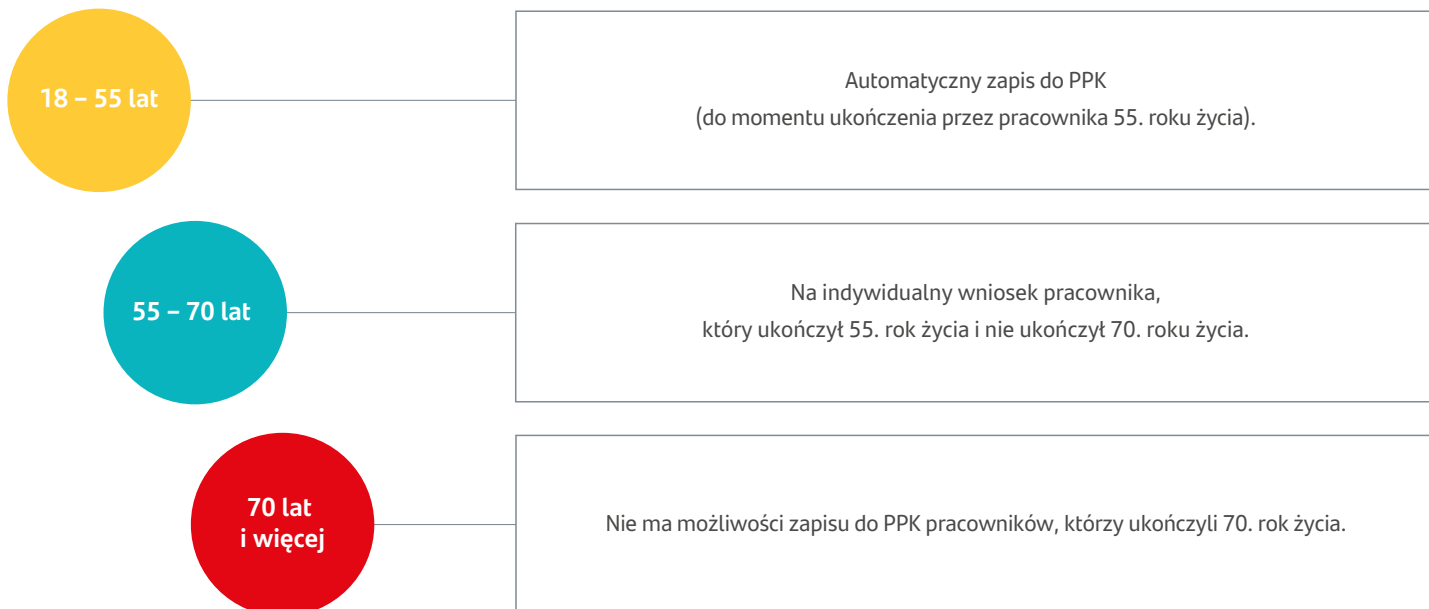 18 – 55 lat
Automatyczny zapis do PPK
(do momentu ukończenia przez pracownika 55. roku życia).
55 – 70 lat
Na indywidualny wniosek pracownika,
który ukończył 55. rok życia i nie ukończył 70. roku życia.
70 lat
i więcej
Nie ma możliwości zapisu do PPK pracowników, którzy ukończyli 70. rok życia.